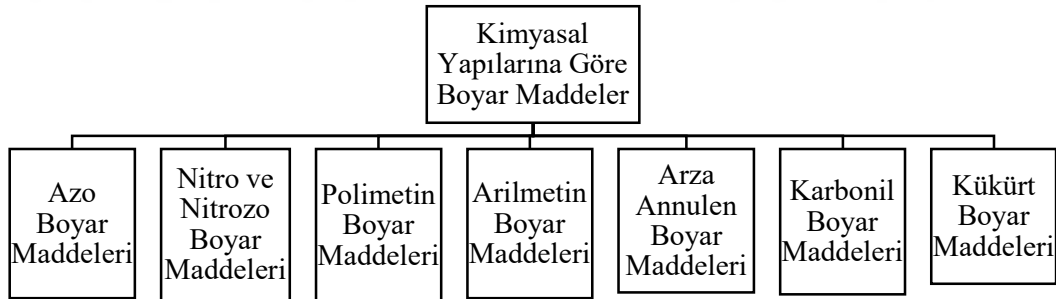 Kimyasal
Yapılarına Göre
Boyar Maddeler
Azo
Boyar
Maddeleri
Nitro ve
Nitrozo
Boyar
Maddeleri
Polimetin
Boyar
Maddeleri
Arilmetin
Boyar
Maddeleri
Arza
Annulen
Boyar
Maddeleri
Karbonil
Boyar
Maddeleri
Kükürt
Boyar
Maddeleri